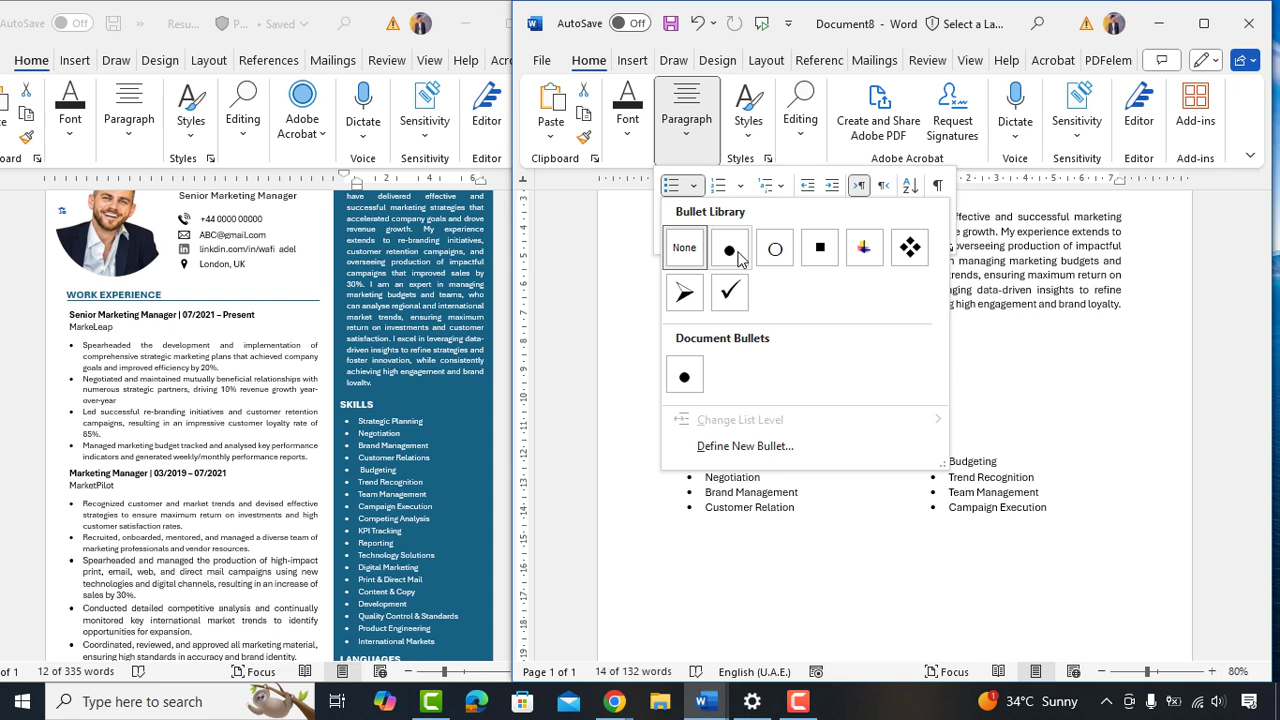 AutoSave Off Resu... P... • Saved
Home Insert Draw Design Layout References Mailings Review View Help Acro
Font Paragraph Styles Editing Adobe Acrobat Dictate Sensitivity Editor
board Styles Voice Sensitivity Editor
2 4 6
Senior Marketing Manager
+44 0000 00000
ABC@gmail.com
linkdin.com/in/wafi adel
London, UK
WORK EXPERIENCE
Senior Marketing Manager | 07/2021 – Present
MarkeLeap
• Spearheaded the development and implementation of
comprehensive strategic marketing plans that achieved company
goals and improved efficiency by 20%.
• Negotiated and maintained mutually beneficial relationships with
numerous strategic partners, driving 10% revenue growth year-
over-year
• Led successful re-branding initiatives and customer retention
campaigns, resulting in an impressive customer loyalty rate of
85%.
• Managed marketing budget tracked and analysed key performance
indicators and generated weekly/monthly performance reports.
Marketing Manager | 03/2019 – 07/2021
MarketPilot
• Recognized customer and market trends and devised effective
strategies to ensure maximum return on investments and high
customer satisfaction rates.
• Recruited, onboarded, mentored, and managed a diverse team of
marketing professionals and vendor resources.
• Spearheaded and managed the production of high-impact
print, email, web, and direct mail campaigns using new
technologies and digital channels, resulting in an increase of
sales by 30%.
• Conducted detailed competitive analysis and continually
monitored key international market trends to identify
opportunities for expansion.
• Coordinated, reviewed, and approved all marketing material,
ensuring high standards in accuracy and brand identity.
have delivered effective and
successful marketing strategies that
accelerated company goals and drove
revenue growth. My experience
extends to re-branding initiatives,
customer retention campaigns, and
overseeing production of impactful
campaigns that improved sales by
30%. I am an expert in managing
marketing budgets and teams, who
can analyse regional and international
market trends, ensuring maximum
return on investments and customer
satisfaction. I excel in leveraging data-
driven insights to refine strategies and
foster innovation, while consistently
achieving high engagement and brand
loyalty.
SKILLS
• Strategic Planning
• Negotiation
• Brand Management
• Customer Relations
• Budgeting
• Trend Recognition
• Team Management
• Campaign Execution
• Competing Analysis
• KPI Tracking
• Reporting
• Technology Solutions
• Digital Marketing
• Print & Direct Mail
• Content & Copy
• Development
• Quality Control & Standards
• Product Engineering
• International Markets
LANGUAGES
of 1 12 of 335 words Focus
AutoSave Off Document8 - Word Select a La...
File Home Insert Draw Design Layout Referenc Mailings Review View Help Acrobat PDFelem
Paste Font Paragraph Styles Editing Create and Share Adobe PDF Request Signatures Dictate Sensitivity Editor Add-ins
Clipboard Styles Adobe Acrobat Voice Sensitivity Editor Add-ins
Bullet Library
None
Document Bullets
Change List Level
Define New Bullet...
ffective and successful marketing
e growth. My experience extends to
overseeing production of impactful
n managing marketing budgets and
trends, ensuring maximum return on
ging data-driven insights to refine
g high engagement and brand loyalty.
Budgeting
• Negotiation • Trend Recognition
• Brand Management • Team Management
• Customer Relation • Campaign Execution
Page 1 of 1 14 of 132 words English (U.A.E.) Focus 80%
Type here to search 34°C Sunny